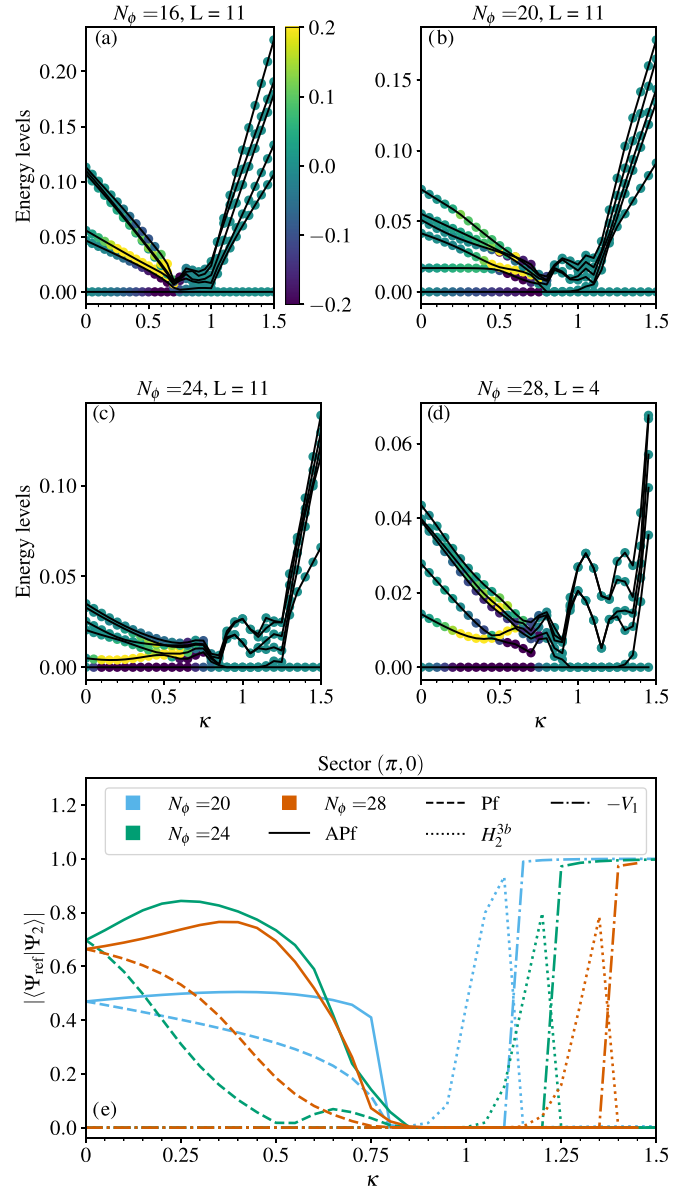 N_ϕ =16, L = 11
(a)
Energy levels
0.20
0.15
0.10
0.05
0.00
0
0.5
1
1.5
0.2
0.1
0.0
−0.1
−0.2
N_ϕ =20, L = 11
(b)
0.15
0.10
0.05
0.00
0
0.5
1
1.5
N_ϕ =24, L = 11
(c)
Energy levels
0.10
0.05
0.00
0
0.5
1
1.5
κ
N_ϕ =28, L = 4
(d)
0.06
0.04
0.02
0.00
0
0.5
1
1.5
κ
Sector (π, 0)
N_ϕ =20
N_ϕ =28
Pf
−V₁
N_ϕ =24
APf
H_2^{3b}
|⟨Ψ_ref|Ψ₂⟩|
1.2
1.0
0.8
0.6
0.4
0.2
0.0
(e)
0
0.25
0.5
0.75
1
1.25
1.5
κ